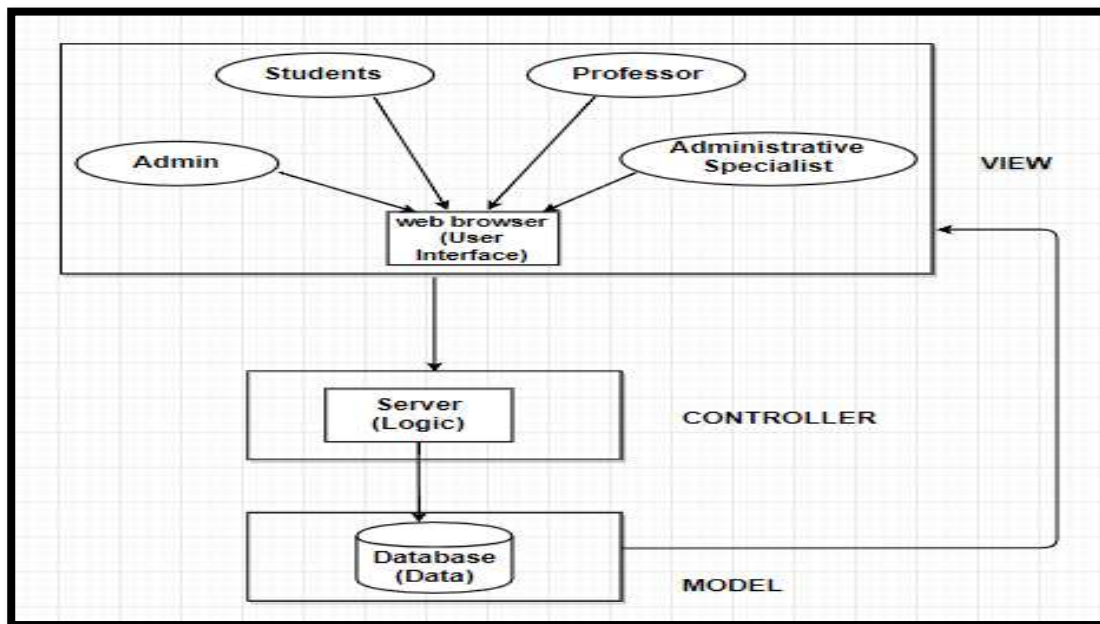 Students
Professor
Admin
Administrative
Specialist
VIEW
web browser
(User
Interface)
Server
(Logic)
CONTROLLER
Database
(Data)
MODEL